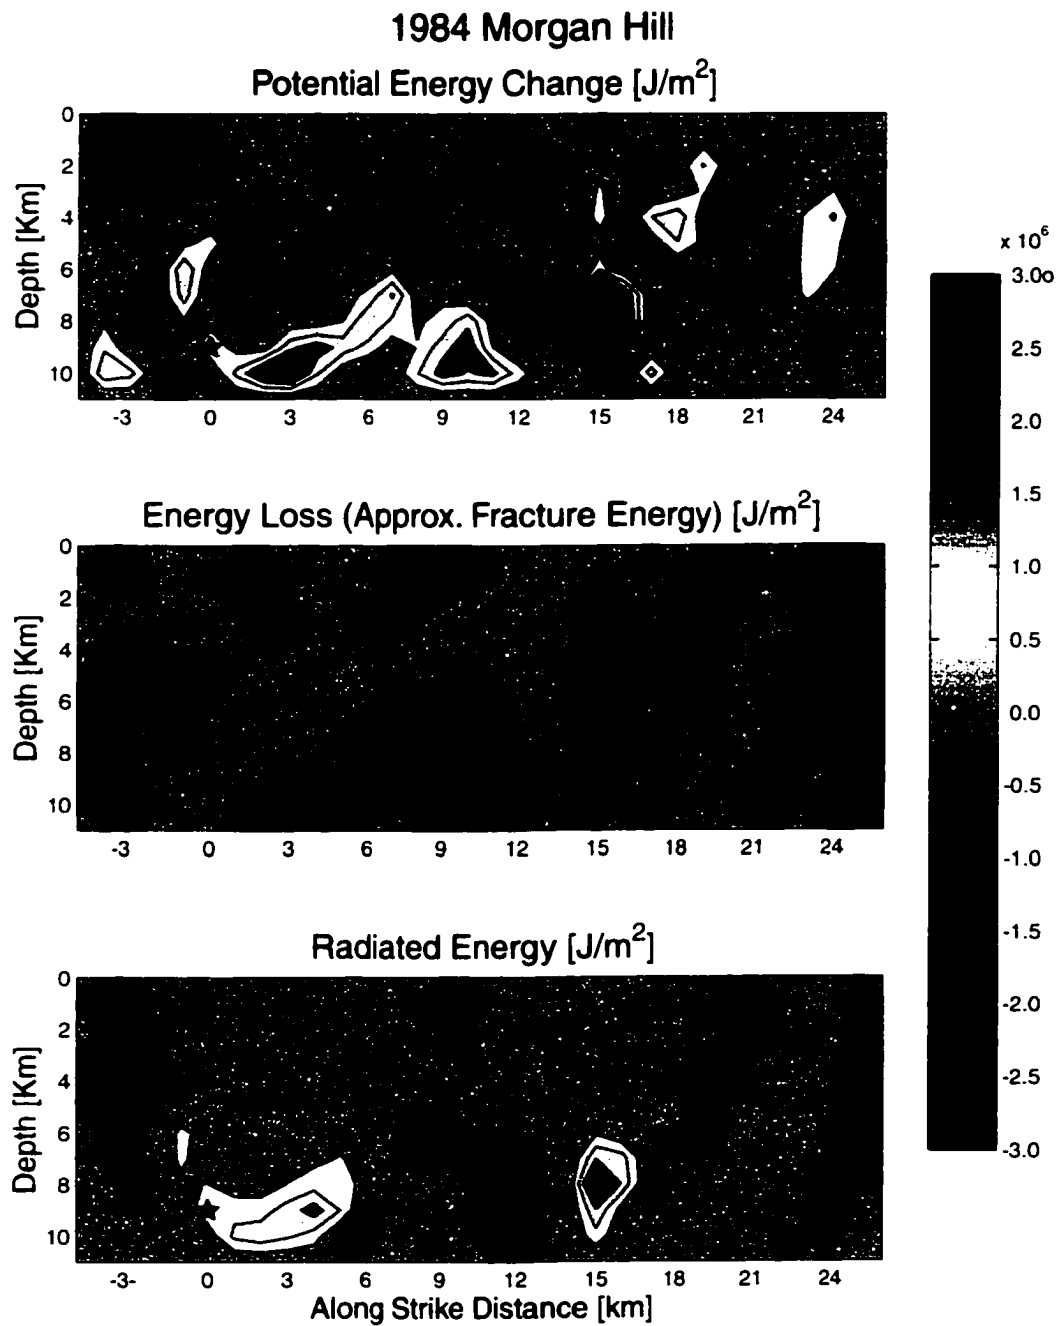 1984 Morgan Hill
Potential Energy Change [J/m²]
0
2
4
6
8
10
Depth [Km]
-3 0 3 6 9 12 15 18 21 24
Energy Loss (Approx. Fracture Energy) [J/m²]
0
2
4
6
8
10
Depth [Km]
-3 0 3 6 9 12 15 18 21 24
Radiated Energy [J/m²]
0
2
4
6
8
10
Depth [Km]
-3- 0 3 6 9 12 15 18 21 24
Along Strike Distance [km]
x 10⁶
3.0o
2.5
2.0
1.5
1.0
0.5
0.0
-0.5
-1.0
-1.5
-2.0
-2.5
-3.0